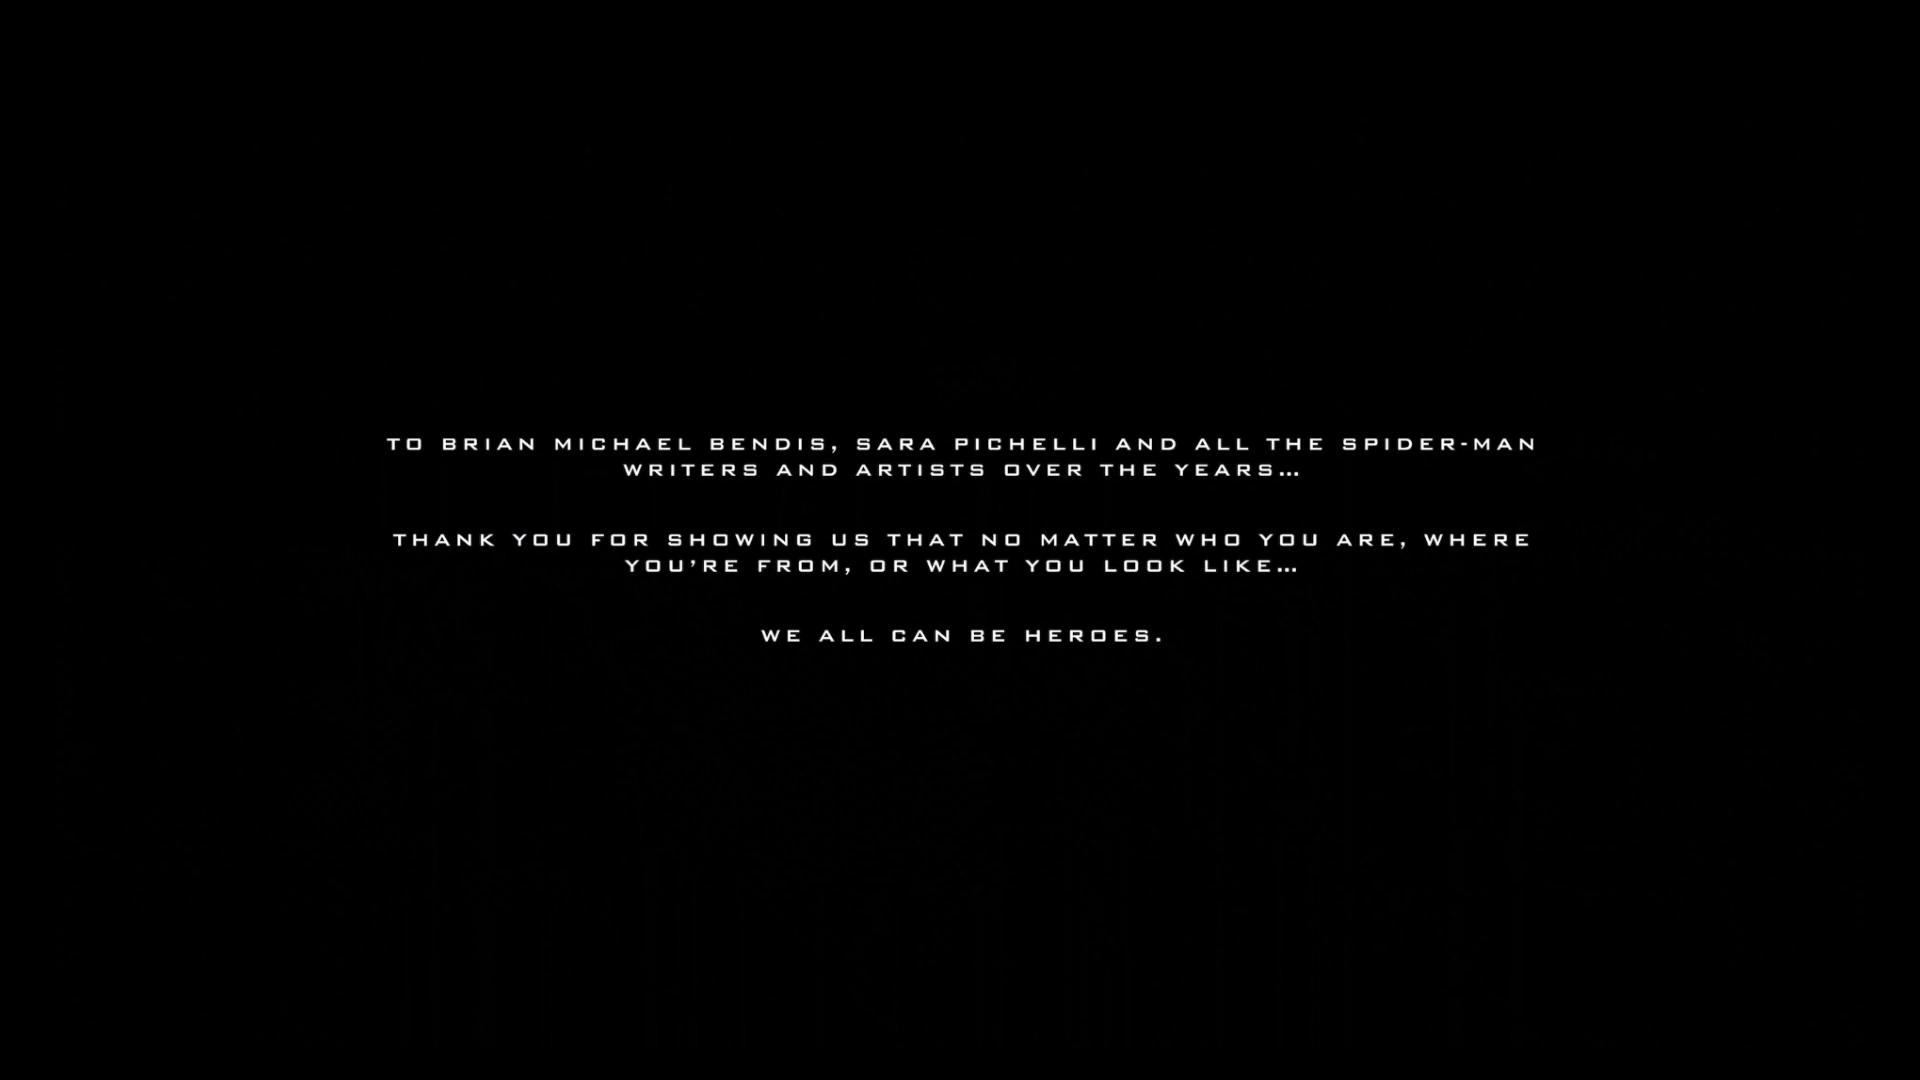 TO BRIAN MICHAEL BENDIS, SARA PICHELLI AND ALL THE SPIDER-MAN
WRITERS AND ARTISTS OVER THE YEARS...
THANK YOU FOR SHOWING US THAT NO MATTER WHO YOU ARE, WHERE
YOU’RE FROM, OR WHAT YOU LOOK LIKE...
WE ALL CAN BE HEROES.